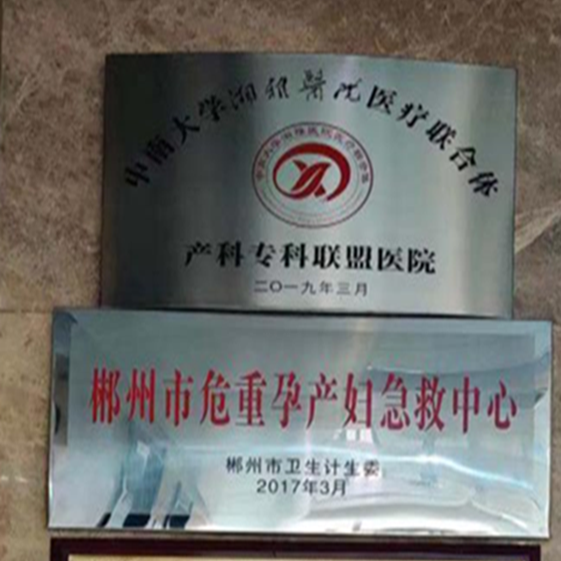 中南大学湘雅醫院医疗联合体
产科专科联盟医院
二〇一九年三月
郴州市危重孕产妇急救中心
郴州市卫生计生委
2017年3月